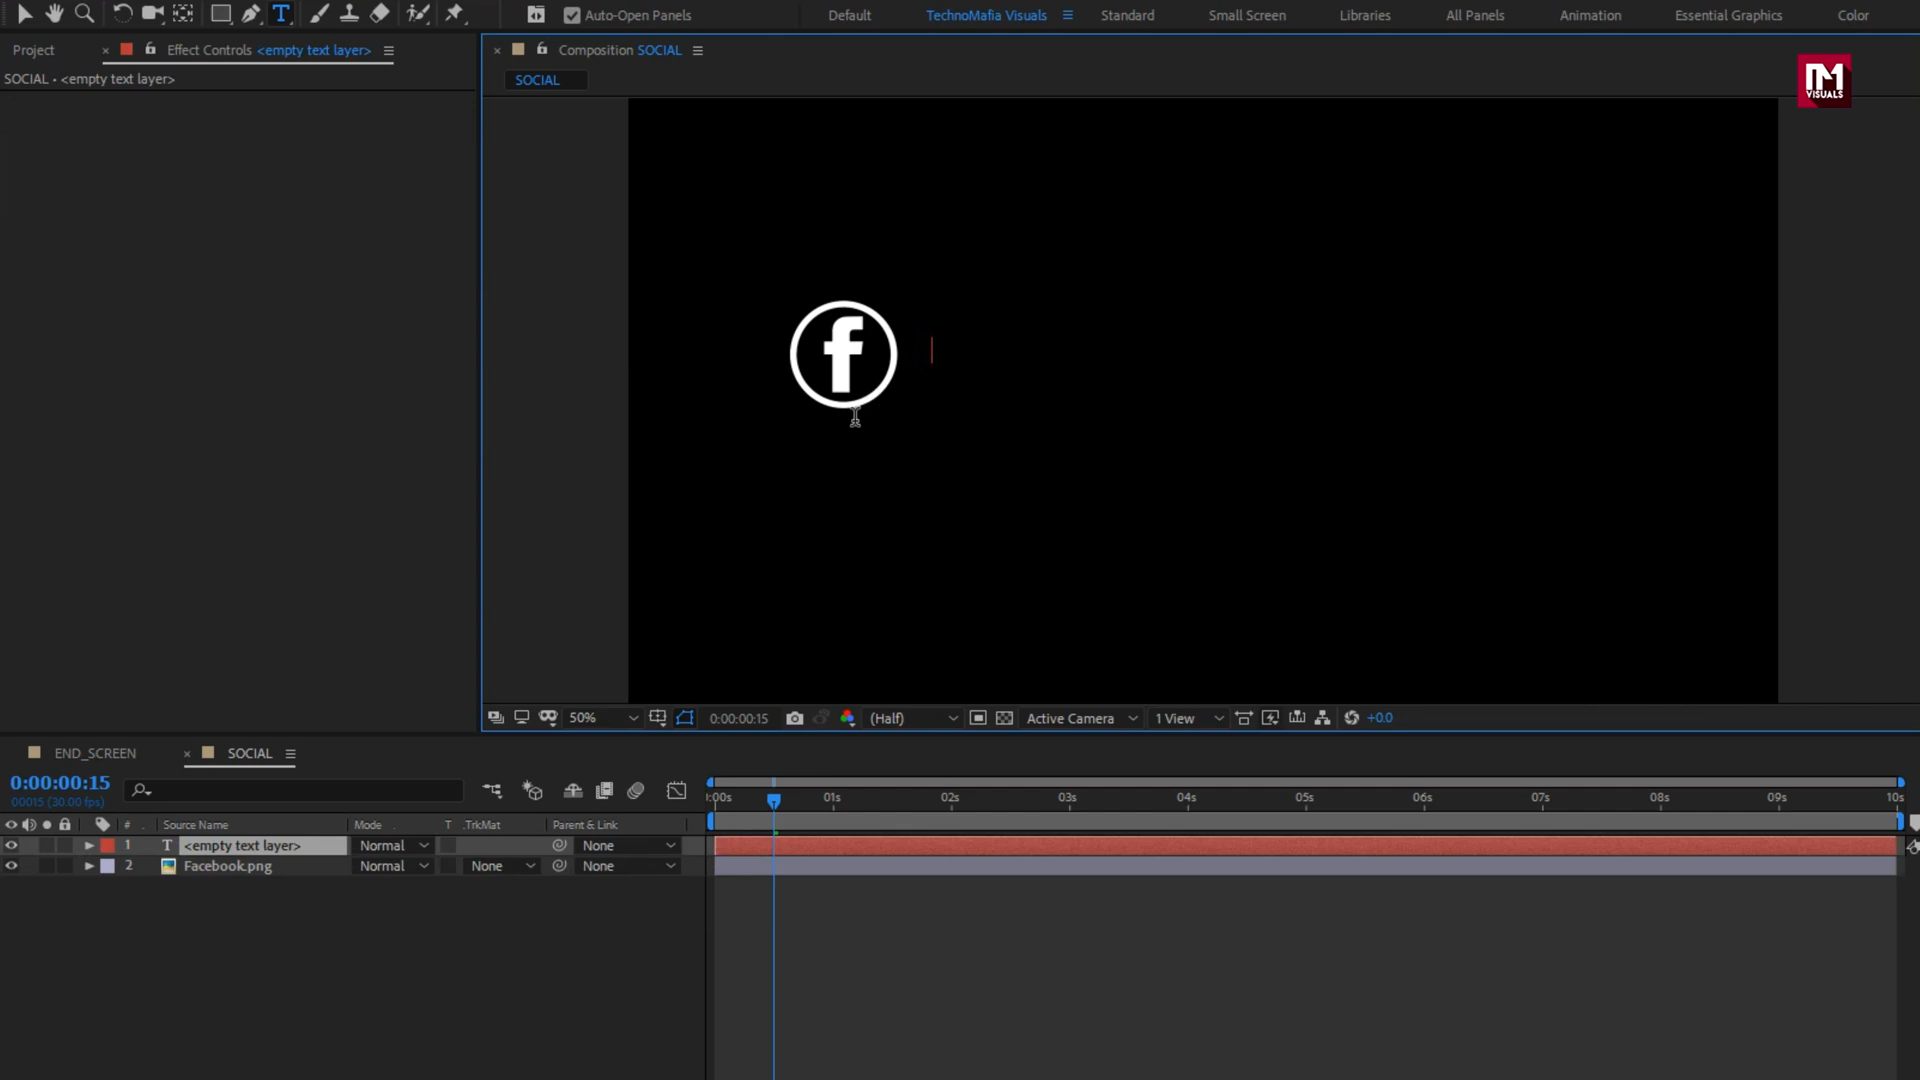 Auto-Open Panels
Default
TechnoMafia Visuals
Standard
Small Screen
Libraries
All Panels
Animation
Essential Graphics
Color
Project
Effect Controls <empty text layer>
Composition SOCIAL
SOCIAL • <empty text layer>
SOCIAL
VISUALS
f
50%
0:00:00:15
(Half)
Active Camera
1 View
+0.0
END_SCREEN
SOCIAL
0:00:00:15
00015 (30.00 fps)
:00s
01s
02s
03s
04s
05s
06s
07s
08s
09s
10s
#
Source Name
Mode
T
.TrkMat
Parent & Link
1
T
<empty text layer>
Normal
None
2
Facebook.png
Normal
None
None